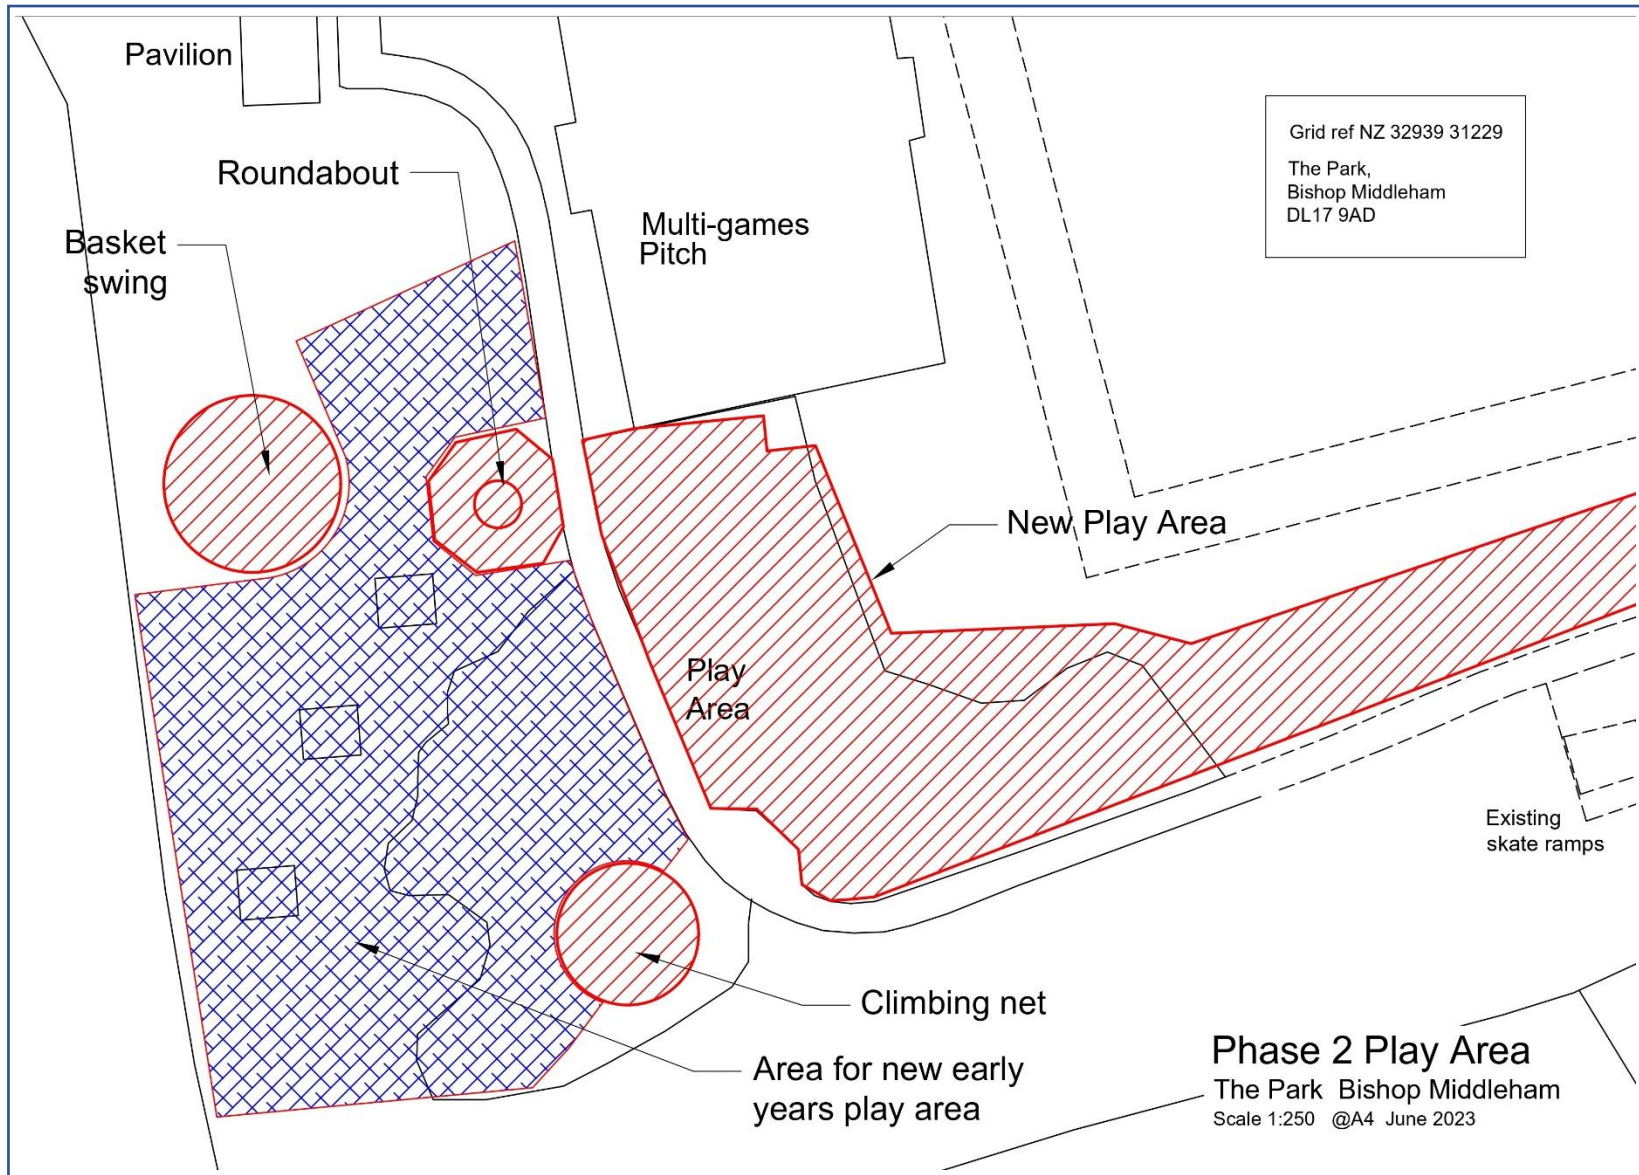 Pavilion
Roundabout
Basket
swing
Multi-games
Pitch
Grid ref NZ 32939 31229
The Park,
Bishop Middleham
DL17 9AD
New Play Area
Play
Area
Existing
skate ramps
Climbing net
Area for new early
years play area
Phase 2 Play Area
The Park  Bishop Middleham
Scale 1:250   @A4  June 2023